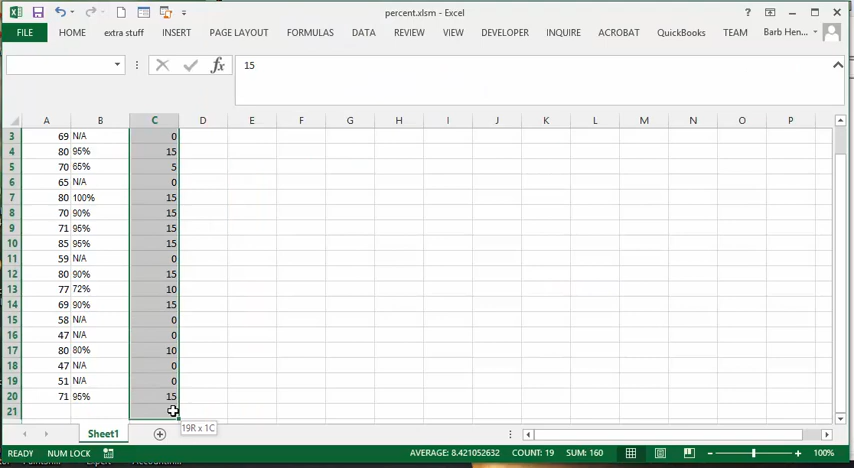 percent.xlsm - Excel
FILE HOME extra stuff INSERT PAGE LAYOUT FORMULAS DATA REVIEW VIEW DEVELOPER INQUIRE ACROBAT QuickBooks TEAM Barb Hen...
fx 15
A B C D E F G H I J K L M N O P
3 69 N/A 0
4 80 95% 15
5 70 65% 5
6 65 N/A 0
7 80 100% 15
8 70 90% 15
9 71 95% 15
10 85 95% 15
11 59 N/A 0
12 80 90% 15
13 77 72% 10
14 69 90% 15
15 58 N/A 0
16 47 N/A 0
17 80 80% 10
18 47 N/A 0
19 51 N/A 0
20 71 95% 15
21
19R x 1C
Sheet1
READY NUM LOCK AVERAGE: 8.421052632 COUNT: 19 SUM: 160 100%